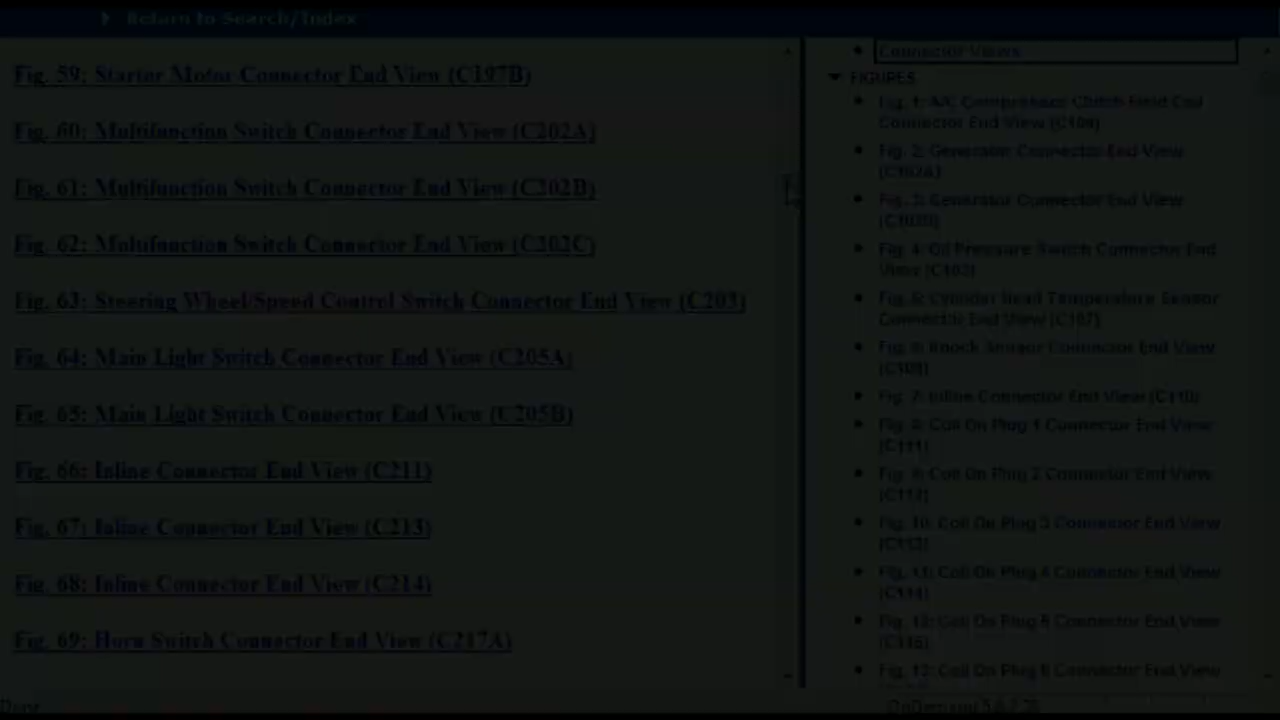 Return to Search/Index
Fig. 59: Starter Motor Connector End View (C197B)
Fig. 60: Multifunction Switch Connector End View (C202A)
Fig. 61: Multifunction Switch Connector End View (C202B)
Fig. 62: Multifunction Switch Connector End View (C202C)
Fig. 63: Steering Wheel/Speed Control Switch Connector End View (C203)
Fig. 64: Main Light Switch Connector End View (C205A)
Fig. 65: Main Light Switch Connector End View (C205B)
Fig. 66: Inline Connector End View (C211)
Fig. 67: Inline Connector End View (C213)
Fig. 68: Inline Connector End View (C214)
Fig. 69: Horn Switch Connector End View (C217A)
Done
Connector Views
FIGURES
Fig. 1: A/C Compressor Clutch Field Coil
Connector End View (C104)
Fig. 2: Generator Connector End View
(C102A)
Fig. 3: Generator Connector End View
(C102B)
Fig. 4: Oil Pressure Switch Connector End
View (C103)
Fig. 5: Cylinder Head Temperature Sensor
Connector End View (C107)
Fig. 6: Knock Sensor Connector End View
Fig. 7: Inline Connector End View (C110)
Fig. 8: Coil On Plug 1 Connector End View
(C111)
Fig. 9: Coil On Plug 2 Connector End View
(C112)
Fig. 10: Coil On Plug 3 Connector End View
(C113)
Fig. 11: Coil On Plug 4 Connector End View
(C114)
Fig. 12: Coil On Plug 5 Connector End View
(C115)
Fig. 13: Coil On Plug 6 Connector End View
OnDemand